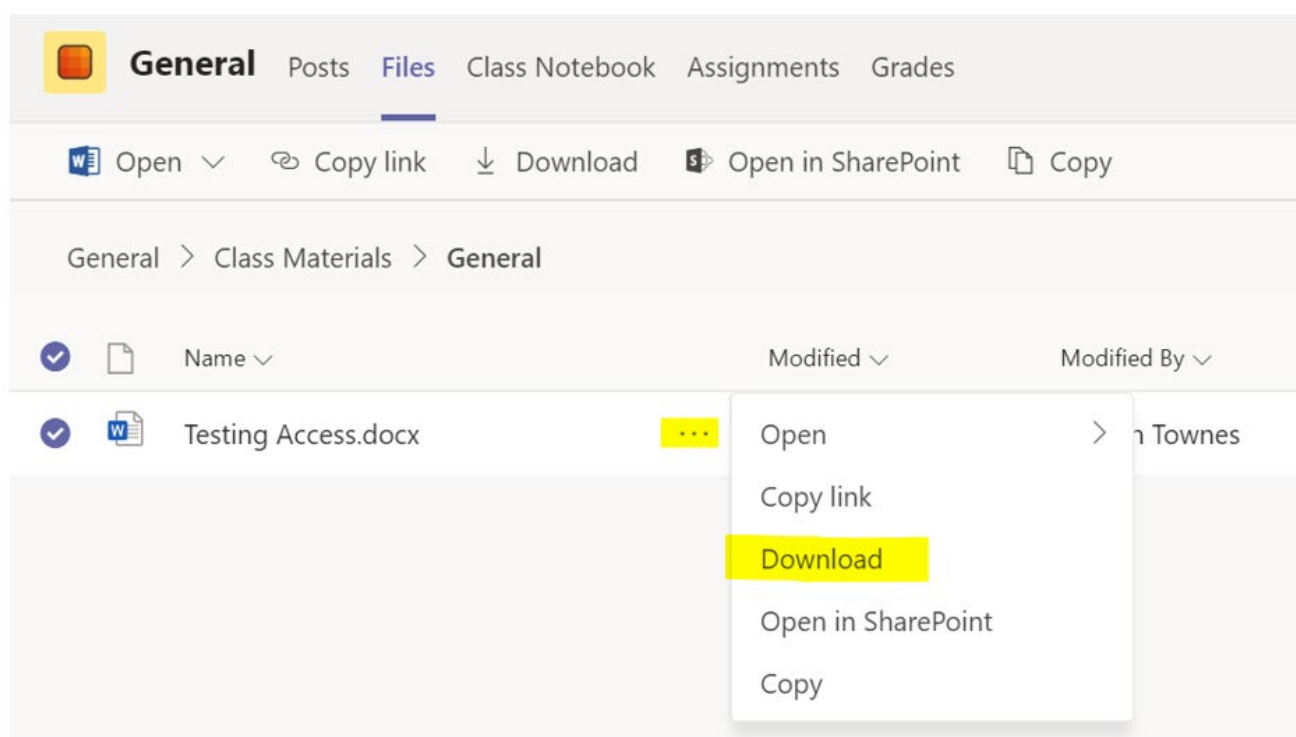 General Posts Files Class Notebook Assignments Grades
Open Copy link Download Open in SharePoint Copy
General > Class Materials > General
Name Modified Modified By
Testing Access.docx ... Open > n Townes
Copy link
Download
Open in SharePoint
Copy